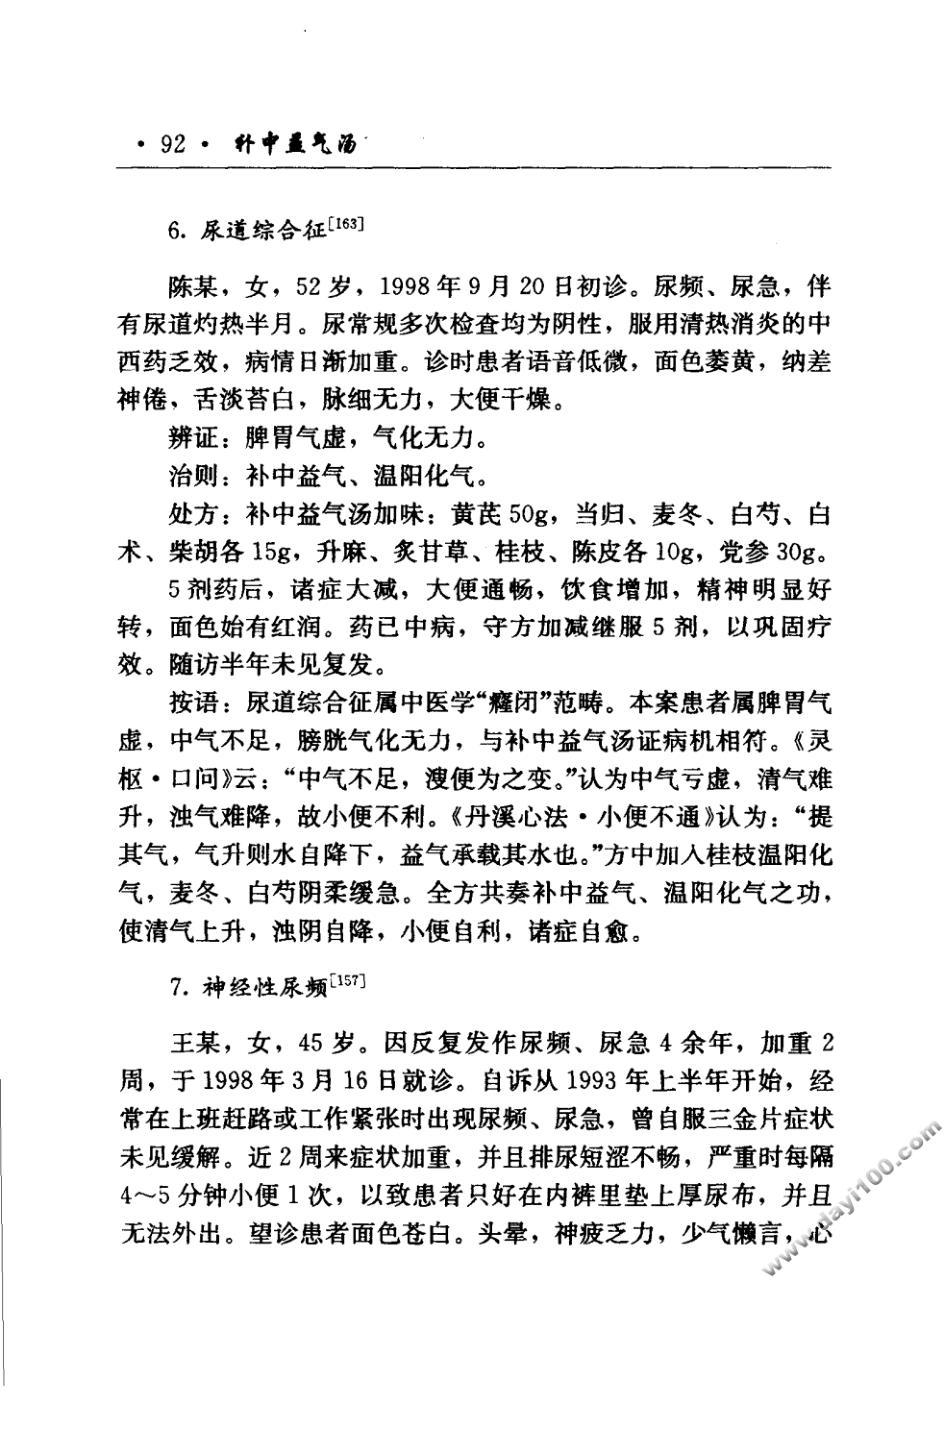 ·92· 补中益气汤
6. 尿道综合征[163]
陈某，女，52岁，1998年9月20日初诊。尿频、尿急，伴
有尿道灼热半月。尿常规多次检查均为阴性，服用清热消炎的中
西药乏效，病情日渐加重。诊时患者语音低微，面色萎黄，纳差
神倦，舌淡苔白，脉细无力，大便干燥。
辨证：脾胃气虚，气化无力。
治则：补中益气、温阳化气。
处方：补中益气汤加味：黄芪50g，当归、麦冬、白芍、白
术、柴胡各15g，升麻、炙甘草、桂枝、陈皮各10g，党参30g。
5剂药后，诸症大减，大便通畅，饮食增加，精神明显好
转，面色始有红润。药已中病，守方加减继服5剂，以巩固疗
效。随访半年未见复发。
按语：尿道综合征属中医学“癃闭”范畴。本案患者属脾胃气
虚，中气不足，膀胱气化无力，与补中益气汤证病机相符。《灵
枢·口问》云：“中气不足，溲便为之变。”认为中气亏虚，清气难
升，浊气难降，故小便不利。《丹溪心法·小便不通》认为：“提
其气，气升则水自降下，益气承载其水也。”方中加入桂枝温阳化
气，麦冬、白芍阴柔缓急。全方共奏补中益气、温阳化气之功，
使清气上升，浊阴自降，小便自利，诸症自愈。
7. 神经性尿频[157]
王某，女，45岁。因反复发作尿频、尿急4余年，加重2
周，于1998年3月16日就诊。自诉从1993年上半年开始，经
常在上班赶路或工作紧张时出现尿频、尿急，曾自服三金片症状
未见缓解。近2周来症状加重，并且排尿短涩不畅，严重时每隔
4～5分钟小便1次，以致患者只好在内裤里垫上厚尿布，并且
无法外出。望诊患者面色苍白。头晕，神疲乏力，少气懒言，心
www.dayi100.com